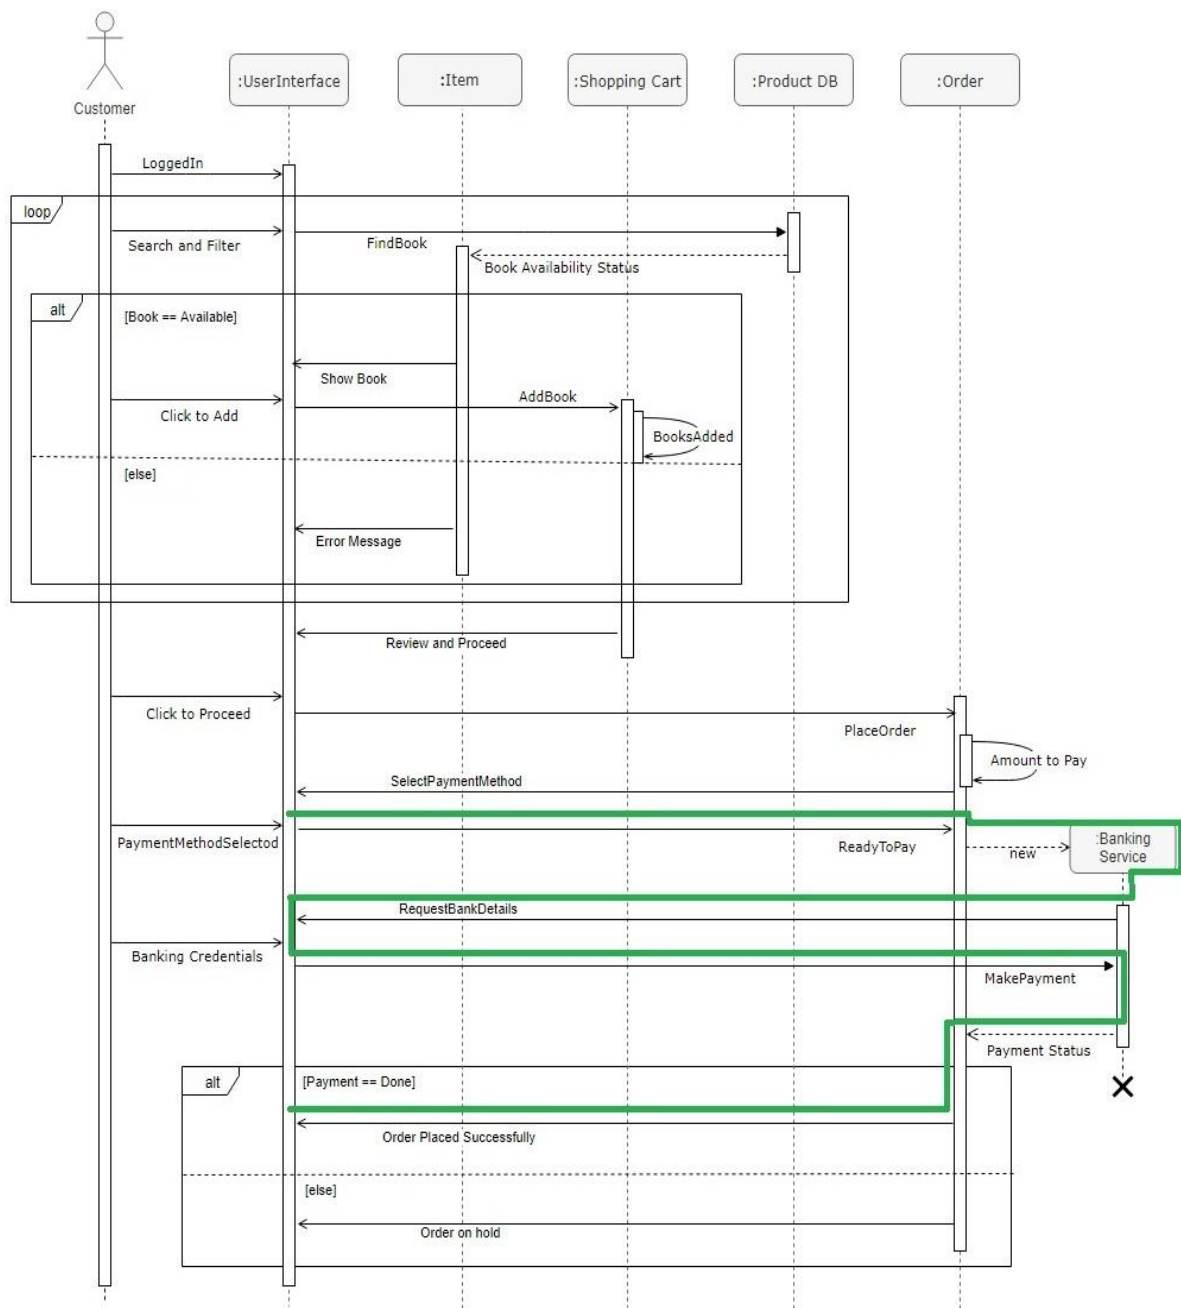 Customer
:UserInterface
:Item
:Shopping Cart
:Product DB
:Order
LoggedIn
loop
Search and Filter
FindBook
Book Availability Status
alt
[Book == Available]
Show Book
Click to Add
AddBook
BooksAdded
[else]
Error Message
Review and Proceed
Click to Proceed
PlaceOrder
Amount to Pay
SelectPaymentMethod
PaymentMethodSelectod
ReadyToPay
new
:Banking
Service
RequestBankDetails
Banking Credentials
MakePayment
Payment Status
alt
[Payment == Done]
Order Placed Successfully
[else]
Order on hold